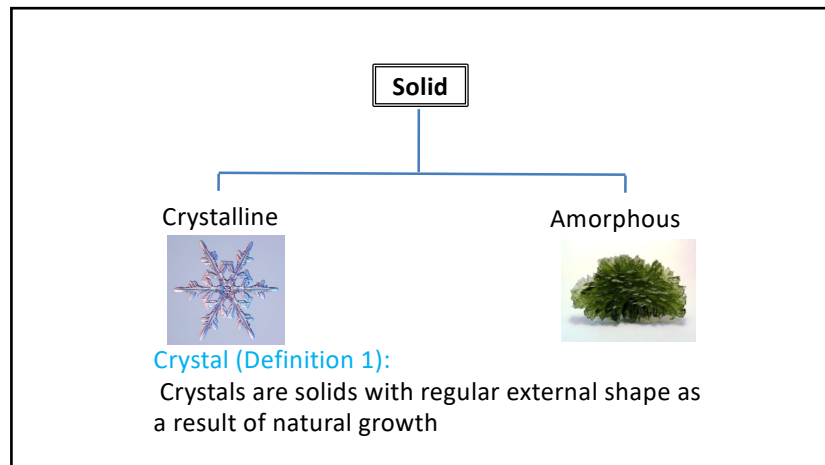 Solid
Crystalline
Amorphous
Crystal (Definition 1):
Crystals are solids with regular external shape as
a result of natural growth